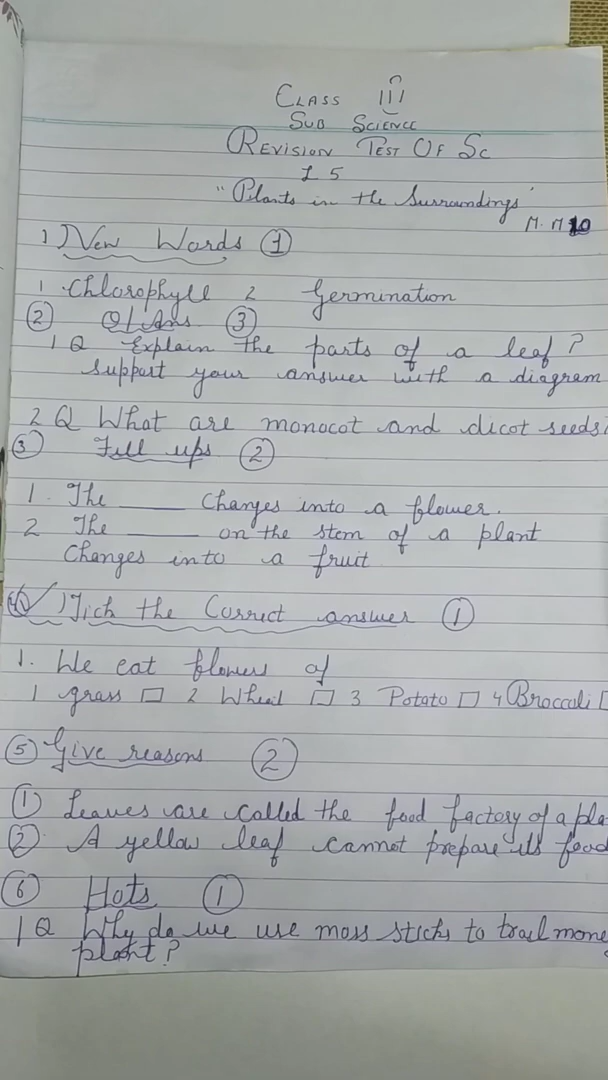 CLASS III
SUB SCIENCE
REVISION TEST OF Sc
L 5
"Plants in the Surroundings"
M.M 10
1) New Words ①
1 Chlorophyll 2 Germination
② Q/Ans ③
1 Q Explain the parts of a leaf?
support your answer with a diagram
2 Q What are monocot and dicot seeds.
③ Fill ups ②
1. The ____ Changes into a flower.
2 The ____ on the stem of a plant
Changes into a fruit
) Tick the Correct answer ①
1. We eat flowers of
1 grass □ 2 Wheat □ 3 Potato □ 4 Broccoli □
⑤ Give reasons ②
① Leaves are called the food factory of a pla
② A yellow leaf cannot prepare its food
⑥ Hots ①
1 Q Why do we use moss sticks to trail money
plant?